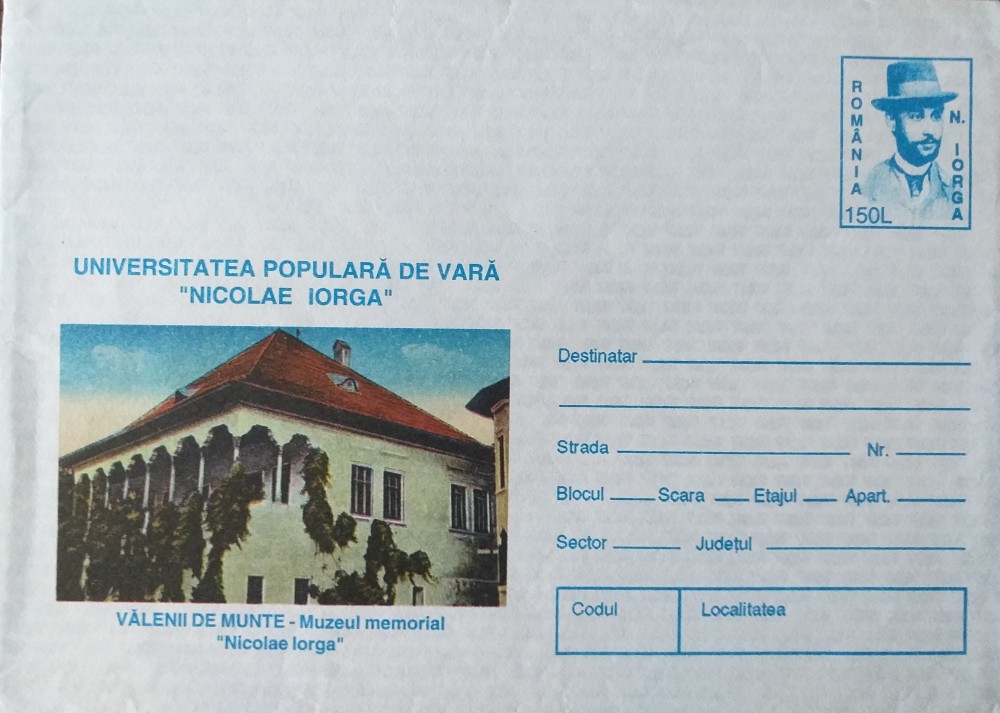 ROMÂNIA
N. IORGA
150L
UNIVERSITATEA POPULARĂ DE VARĂ
"NICOLAE IORGA"
VĂLENII DE MUNTE - Muzeul memorial
"Nicolae Iorga"
Destinatar
Strada Nr.
Blocul Scara Etajul Apart.
Sector Județul
Codul Localitatea